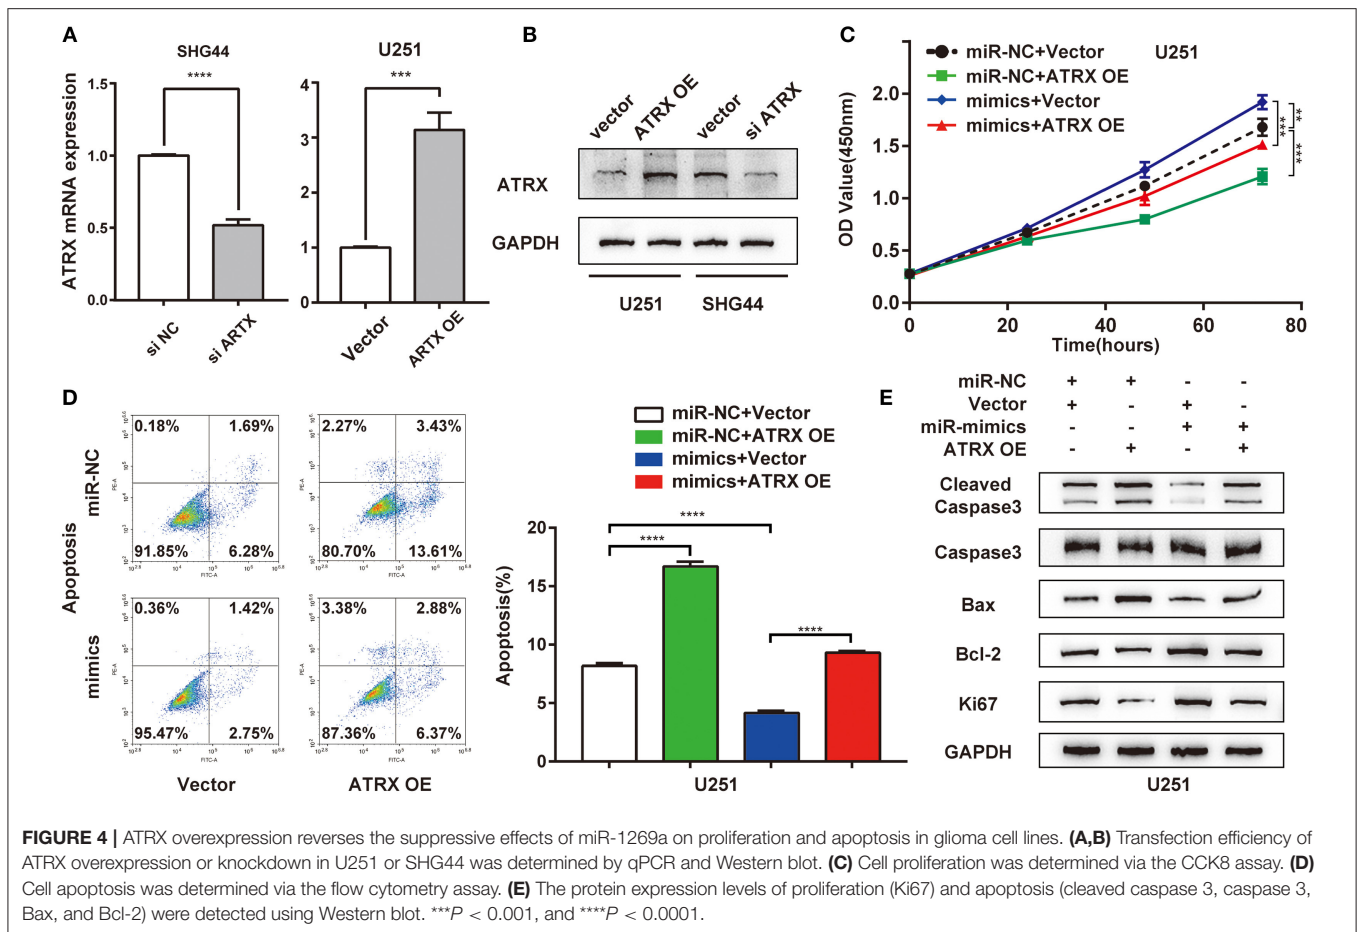 A
SHG44
U251
ATRX mRNA expression
1.5
1.0
0.5
0.0
****
si NC
si ARTX
4
3
2
1
0
***
Vector
ARTX OE
B
vector
ATRX OE
vector
si ATRX
ATRX
GAPDH
U251
SHG44
C
miR-NC+Vector
miR-NC+ATRX OE
mimics+Vector
mimics+ATRX OE
U251
OD Value(450nm)
2.0
1.5
1.0
0.5
0.0
0
20
40
60
80
Time(hours)
**
***
***
D
Apoptosis
miR-NC
0.18%
1.69%
91.85%
6.28%
PE-A
FITC-A
2.27%
3.43%
80.70%
13.61%
PE-A
FITC-A
mimics
0.36%
1.42%
95.47%
2.75%
PE-A
FITC-A
3.38%
2.88%
87.36%
6.37%
PE-A
FITC-A
Vector
ATRX OE
miR-NC+Vector
miR-NC+ATRX OE
mimics+Vector
mimics+ATRX OE
Apoptosis(%)
20
15
10
5
0
****
****
****
U251
E
miR-NC + + - -
Vector + - + -
miR-mimics - - + +
ATRX OE - + - +
Cleaved
Caspase3
Caspase3
Bax
Bcl-2
Ki67
GAPDH
U251
FIGURE 4 | ATRX overexpression reverses the suppressive effects of miR-1269a on proliferation and apoptosis in glioma cell lines. (A,B) Transfection efficiency of
ATRX overexpression or knockdown in U251 or SHG44 was determined by qPCR and Western blot. (C) Cell proliferation was determined via the CCK8 assay. (D)
Cell apoptosis was determined via the flow cytometry assay. (E) The protein expression levels of proliferation (Ki67) and apoptosis (cleaved caspase 3, caspase 3,
Bax, and Bcl-2) were detected using Western blot. ***P < 0.001, and ****P < 0.0001.